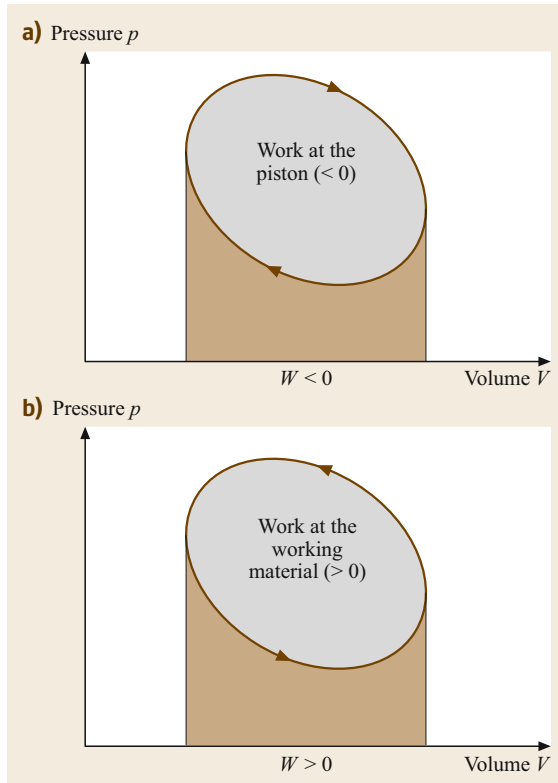 a) Pressure p
Work at the
piston (< 0)
W < 0
Volume V
b) Pressure p
Work at the
working
material (> 0)
W > 0
Volume V